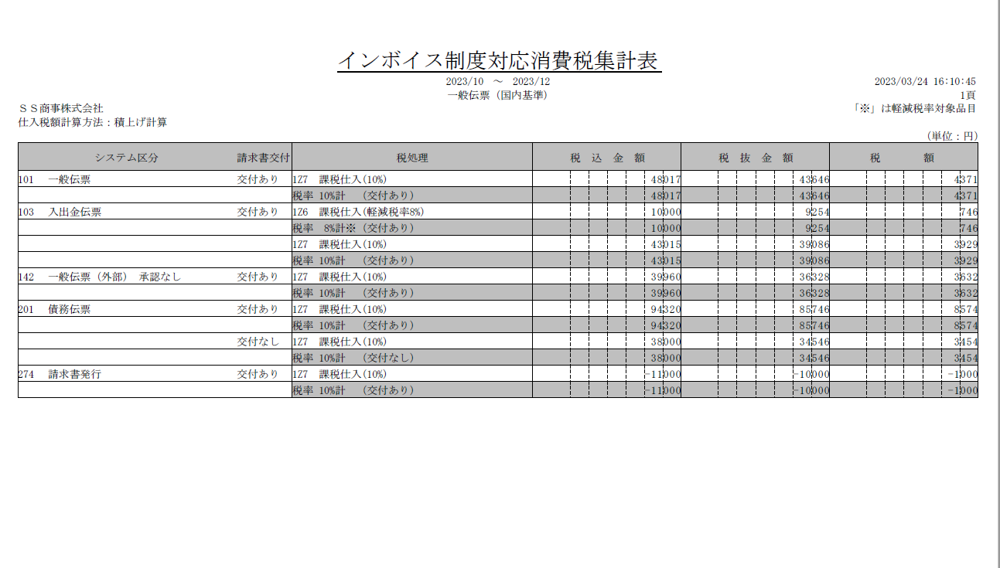 インボイス制度対応消費税集計表
2023/10 ～ 2023/12 2023/03/24 16:10:45
一般伝票（国内基準） 1頁
ＳＳ商事株式会社 「※」は軽減税率対象品目
仕入税額計算方法：積上げ計算
（単位：円）
システム区分 請求書交付 税処理 税 込 金 額 税 抜 金 額 税 額
101 一般伝票 交付あり 1Z7 課税仕入(10%) 48017 43646 4371
税率 10%計 （交付あり） 48017 43646 4371
103 入出金伝票 交付あり 1Z6 課税仕入(軽減税率8%) 10000 9254 746
税率 8%計※（交付あり） 10000 9254 746
1Z7 課税仕入(10%) 43015 39086 3929
税率 10%計 （交付あり） 43015 39086 3929
142 一般伝票（外部） 承認なし 交付あり 1Z7 課税仕入(10%) 39960 36328 3632
税率 10%計 （交付あり） 39960 36328 3632
201 債務伝票 交付あり 1Z7 課税仕入(10%) 94320 85746 8574
税率 10%計 （交付あり） 94320 85746 8574
交付なし 1Z7 課税仕入(10%) 38000 34546 3454
税率 10%計 （交付なし） 38000 34546 3454
274 請求書発行 交付あり 1Z7 課税仕入(10%) -11000 -10000 -1000
税率 10%計 （交付あり） -11000 -10000 -1000